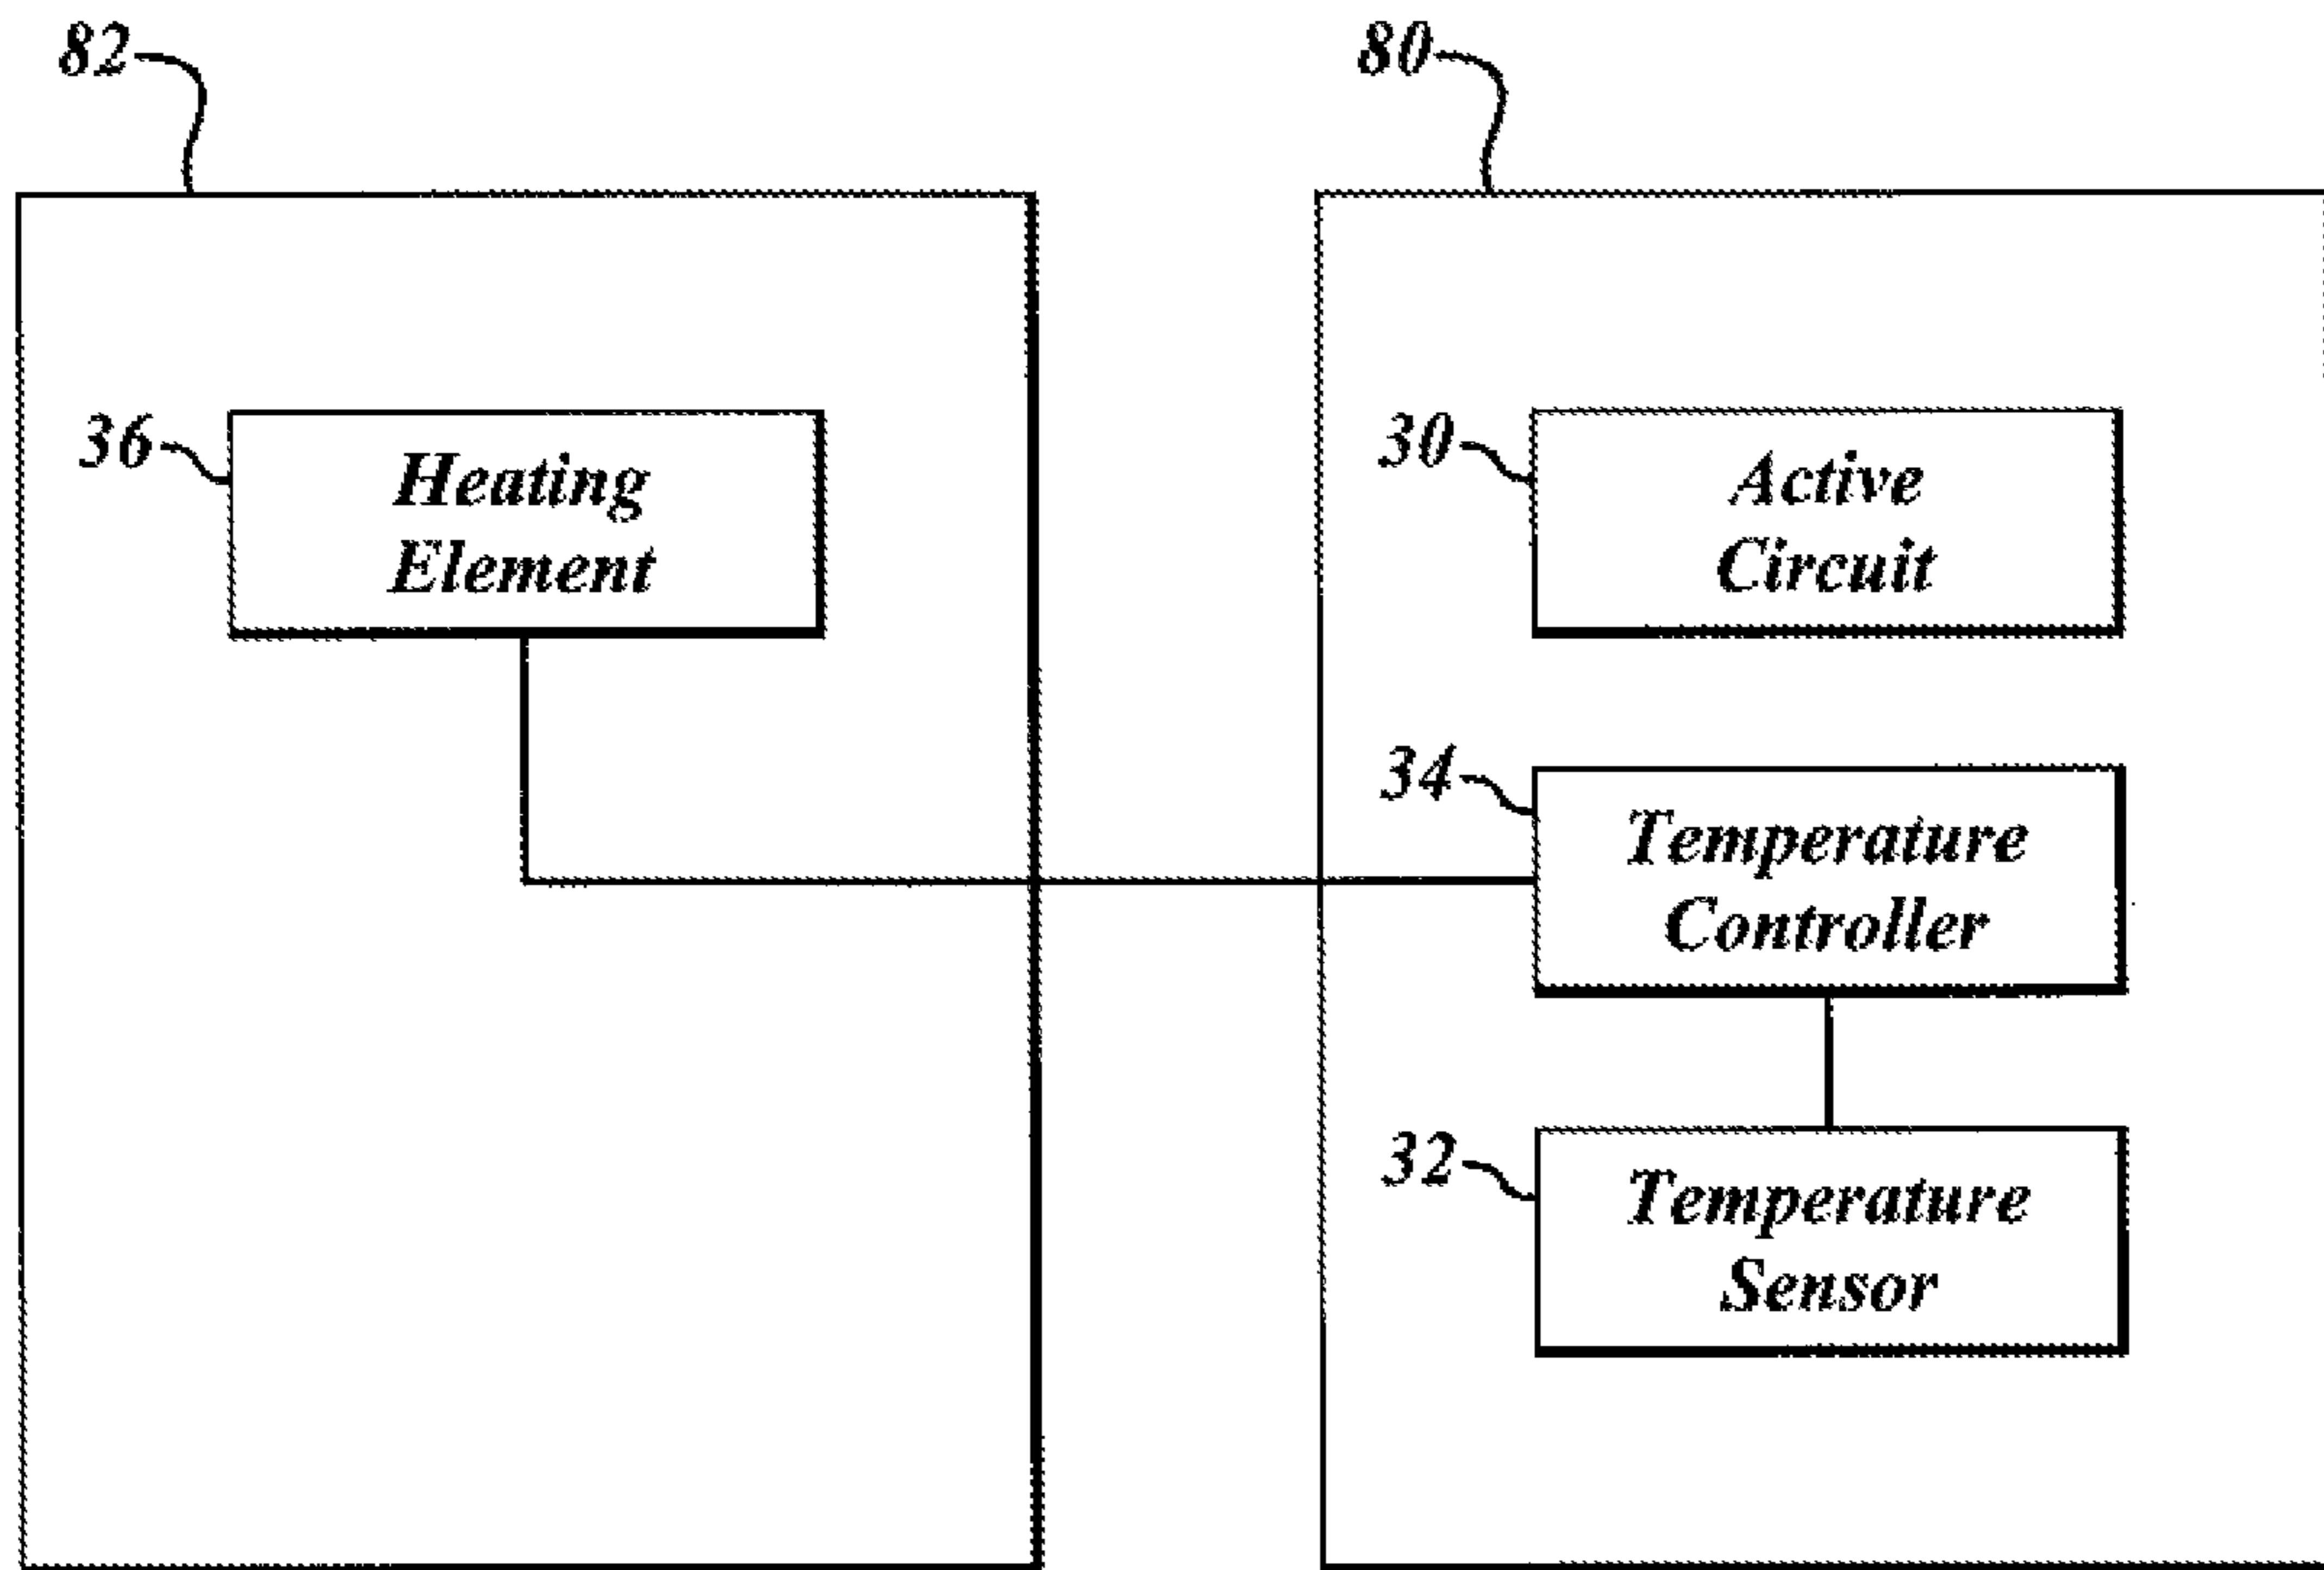 82
80
36
Heating
Element
30
Active
Circuit
34
Temperature
Controller
32
Temperature
Sensor